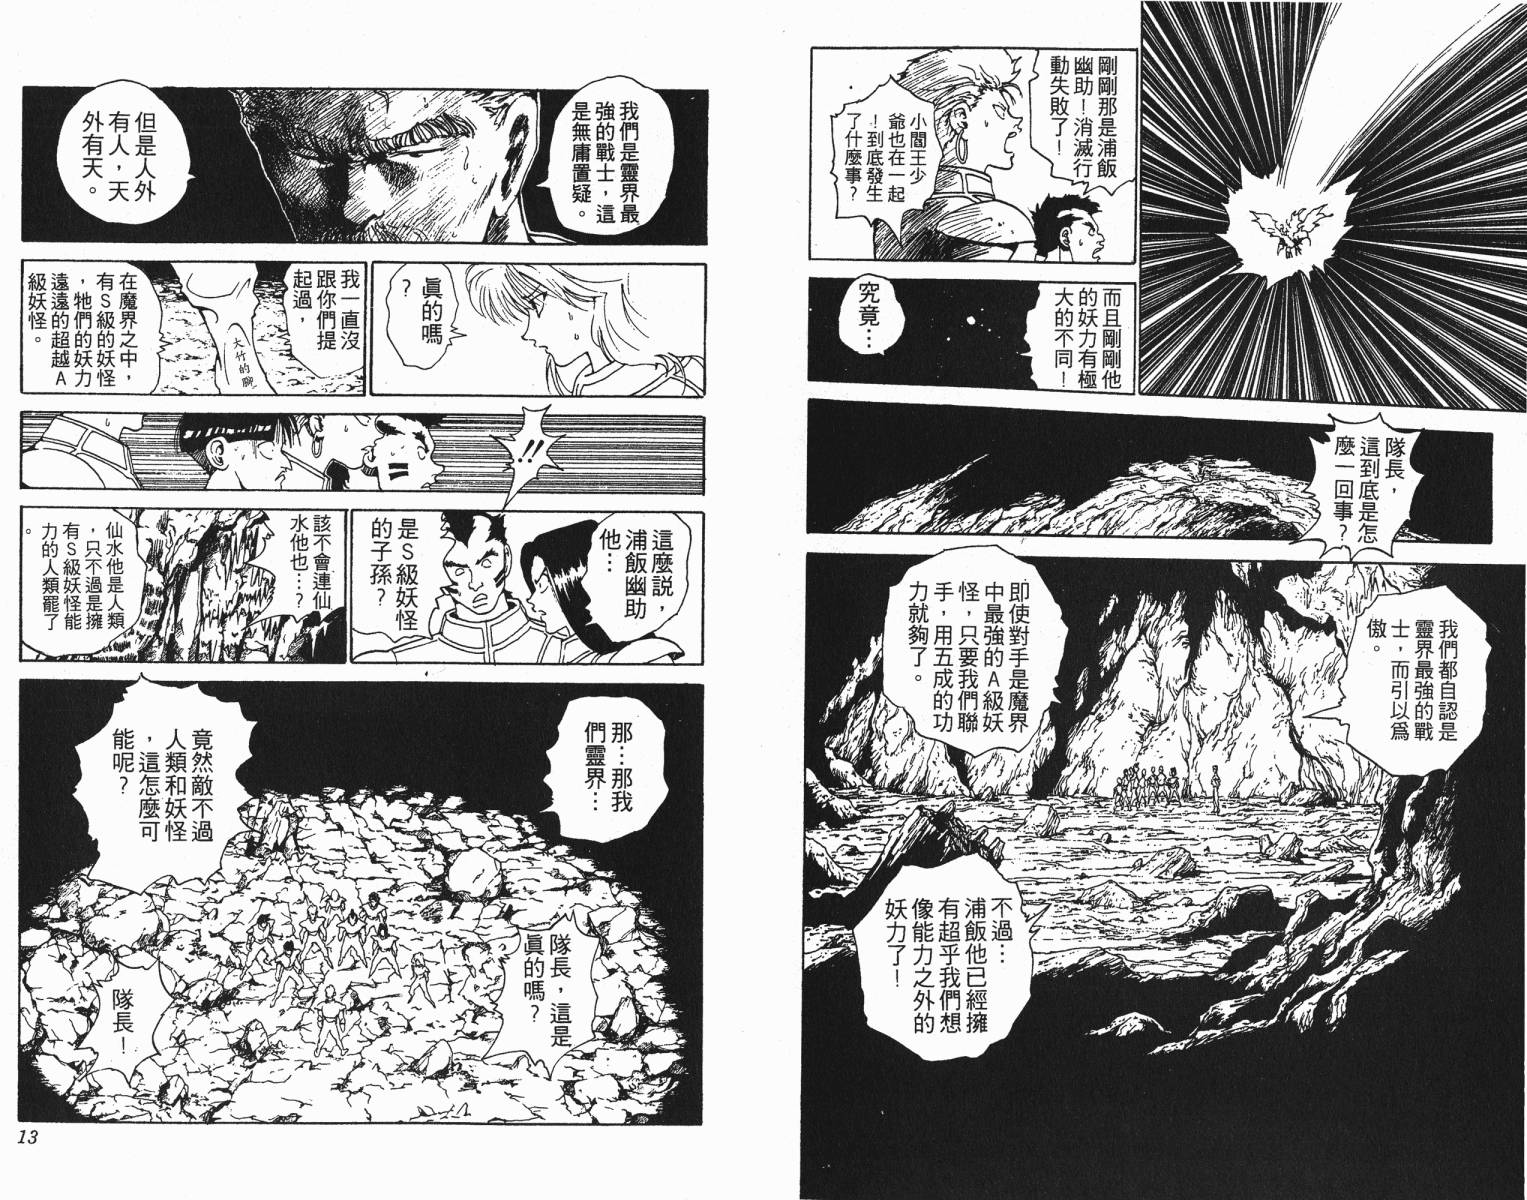 剛剛那是浦飯
幽助！消滅行
動失敗了！
小閻王少
爺也在一起
！到底發生
了什麼事？
而且剛剛他
的妖力有極
大的不同！
究竟…
隊長，
這到底是怎
麼一回事？
我們都自認是
靈界最強的戰
士，而引以為
傲。
即使對手是魔界
中最強的A級妖
怪，只要我們聯
手，用五成的功
力就夠了。
不過…
浦飯他已經擁
有超乎我們想
像能力之外的
妖力了！
我們是靈界最
強的戰士，這
是無庸置疑。
但是人外
有人，天
外有天。
眞的嗎
？
我一直沒
跟你們提
起過，
大竹的腳
在魔界之中，
有S級的妖怪
，牠們的妖力
遠遠的超越A
級妖怪。
!!
這麼說，
浦飯幽助
他…
是S級妖怪
的子孫？
該不會連仙
水他也…？
仙水他是人類
，只不過是擁
有S級妖怪能
力的人類罷了
。
那…那我
們靈界…
竟然敵不過
人類和妖怪
，這怎麼可
能呢？
隊長，這是
眞的嗎？
隊長！
13